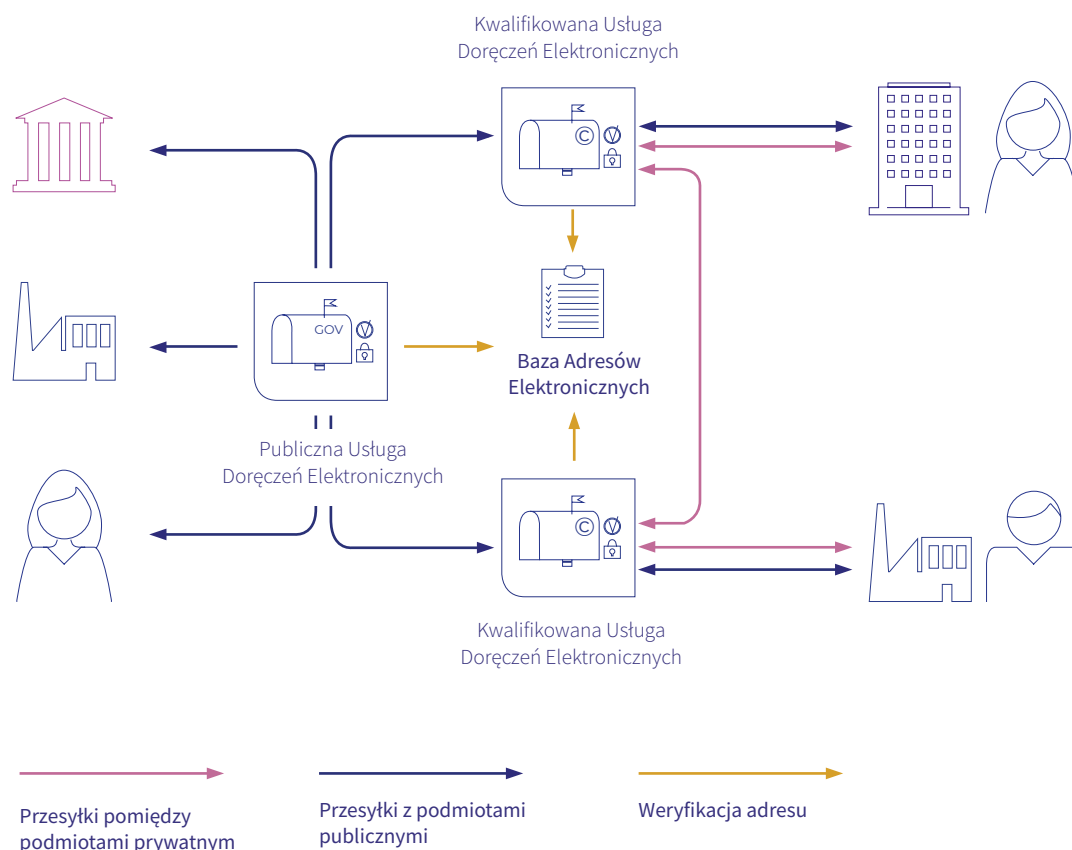 Kwalifikowana Usługa
Doręczeń Elektronicznych
©
GOV
Baza Adresów
Elektronicznych
Publiczna Usługa
Doręczeń Elektronicznych
©
Kwalifikowana Usługa
Doręczeń Elektronicznych
Przesyłki pomiędzy
podmiotami prywatnym
Przesyłki z podmiotami
publicznymi
Weryfikacja adresu